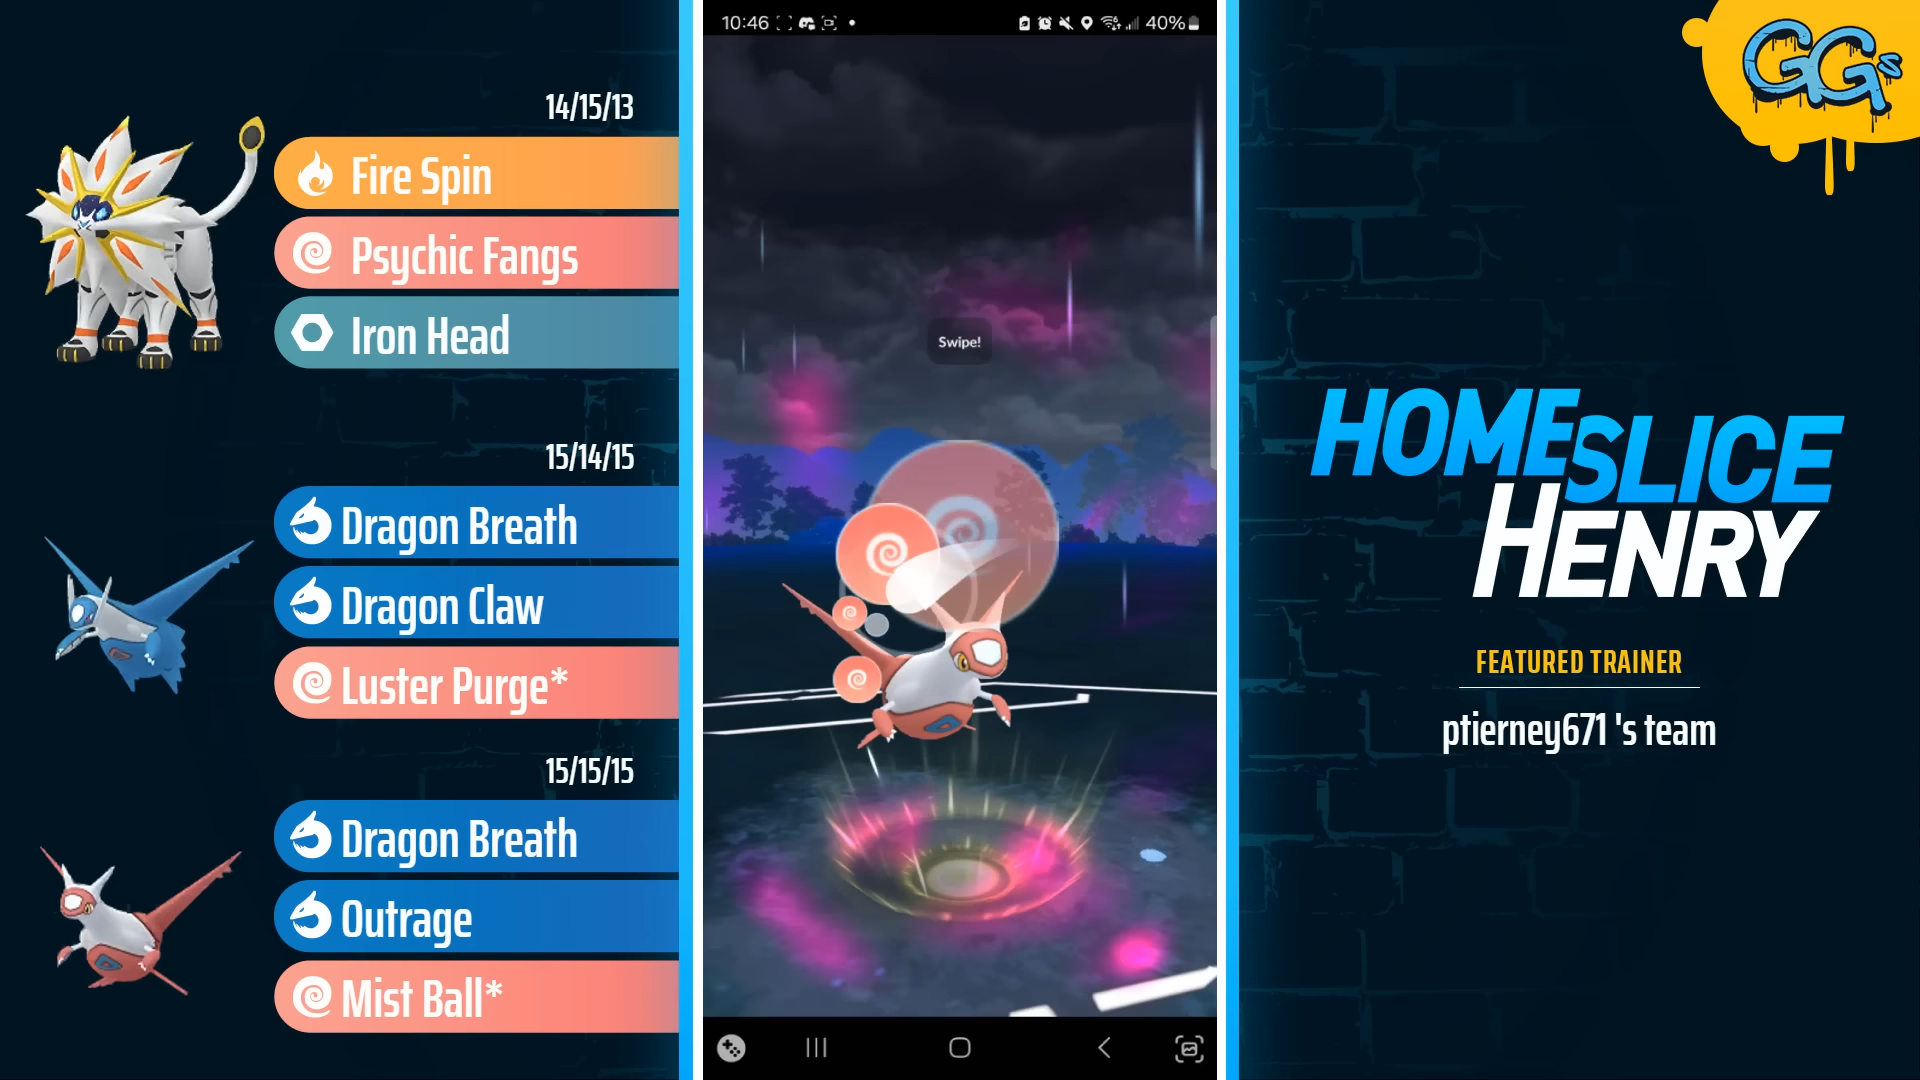 14/15/13
Fire Spin
Psychic Fangs
Iron Head
15/14/15
Dragon Breath
Dragon Claw
Luster Purge*
15/15/15
Dragon Breath
Outrage
Mist Ball*
10:46
40%
Swipe!
GGs
HOMESLICE
HENRY
FEATURED TRAINER
ptierney671 's team